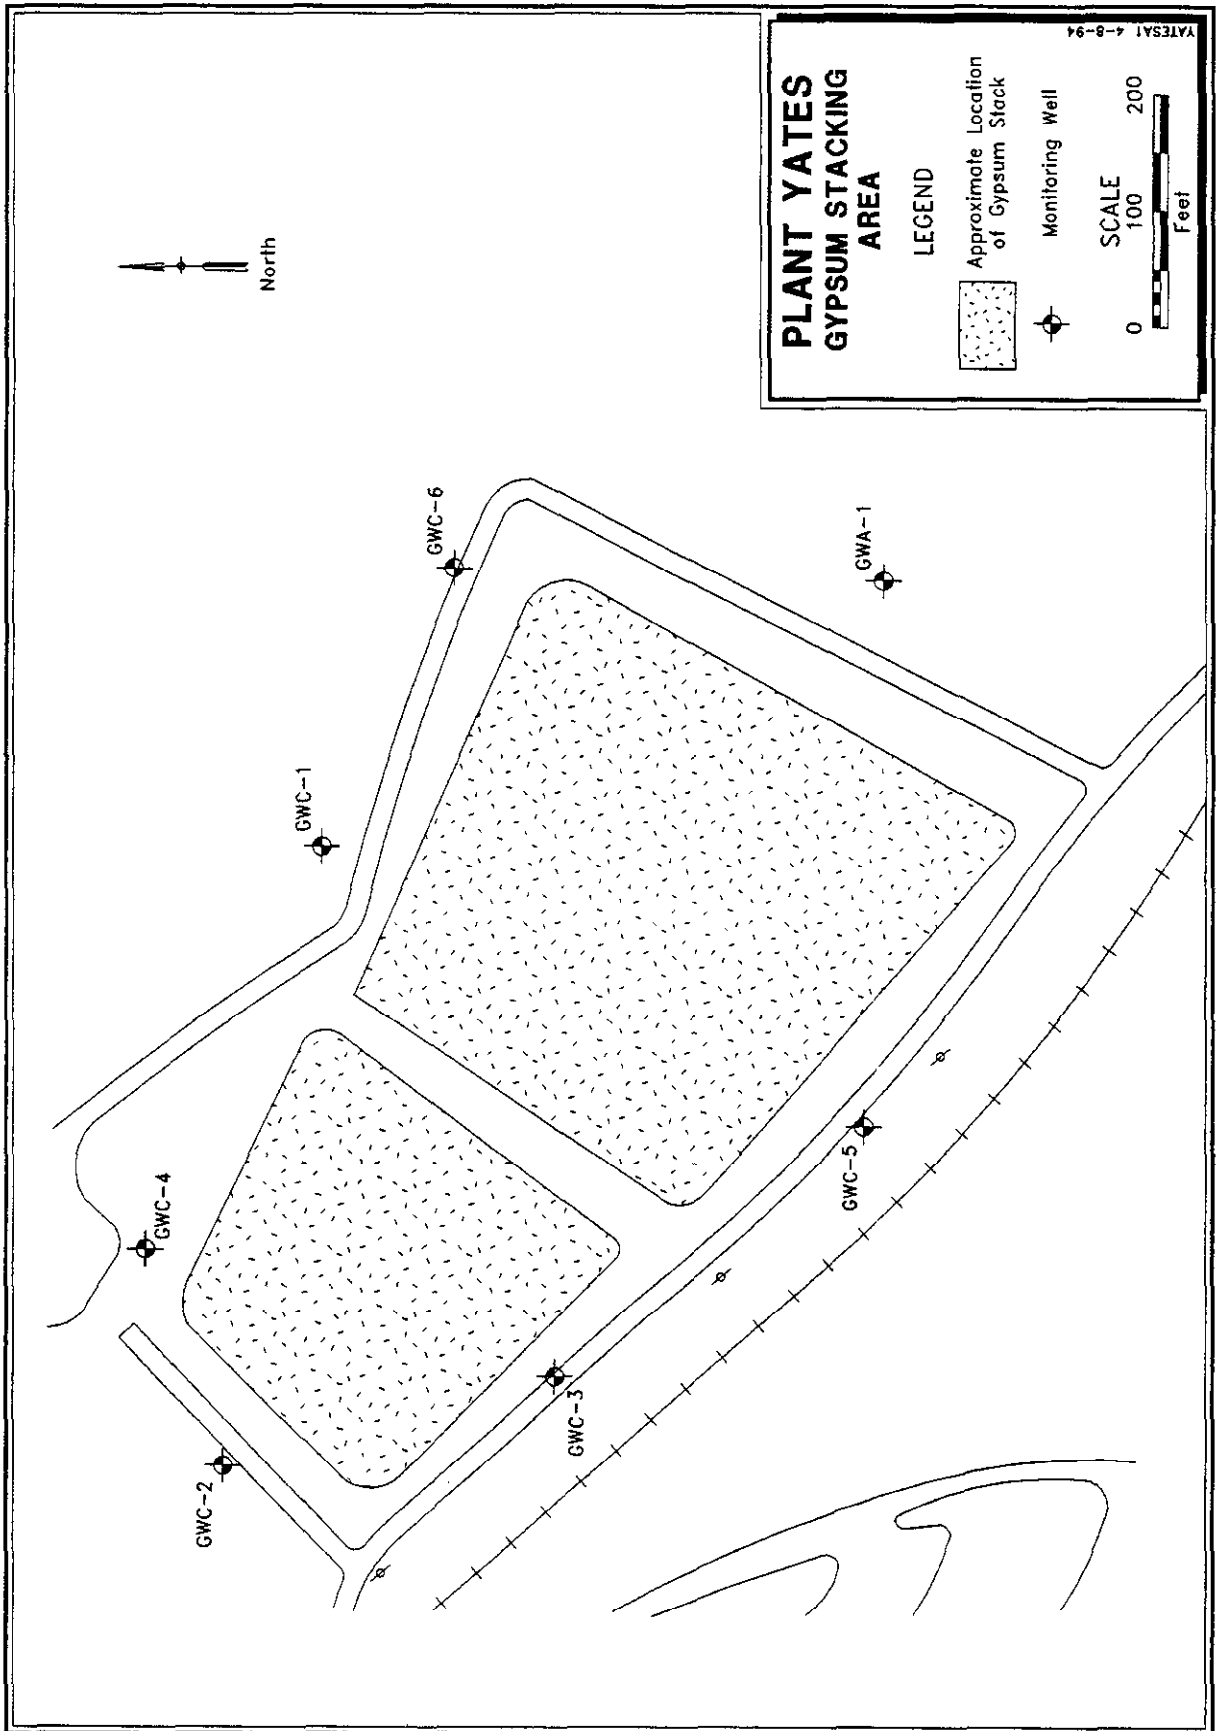 North
GWC-4
GWC-1
GWC-6
GWC-2
GWC-3
GWC-5
GWA-1
PLANT YATES
GYPSUM STACKING
AREA
LEGEND
Approximate Location
of Gypsum Stack
Monitoring Well
SCALE
0 100 200
Feet
YATESA1 4-8-94